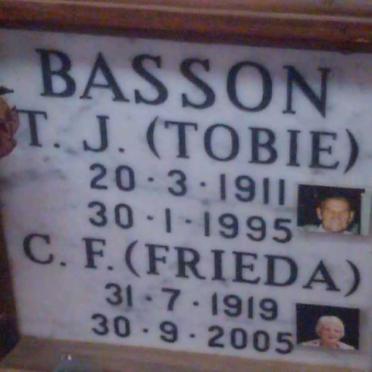 BASSON
T. J. (TOBIE)
20·3·1911
30·1·1995
C. F. (FRIEDA)
31·7·1919
30·9·2005